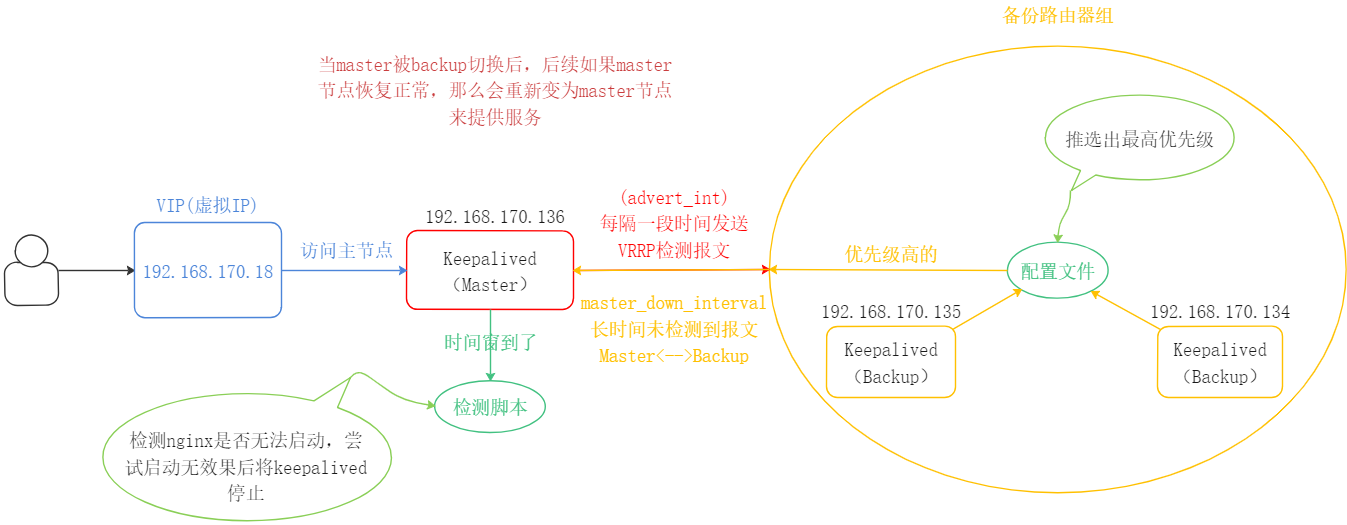 备份路由器组
当master被backup切换后，后续如果master
节点恢复正常，那么会重新变为master节点
来提供服务
推选出最高优先级
VIP(虚拟IP)
192.168.170.18
访问主节点
192.168.170.136
Keepalived
（Master）
(advert_int)
每隔一段时间发送
VRRP检测报文
master_down_interval
长时间未检测到报文
Master<-->Backup
优先级高的
配置文件
192.168.170.135
Keepalived
（Backup）
192.168.170.134
Keepalived
（Backup）
时间窗到了
检测脚本
检测nginx是否无法启动，尝
试启动无效果后将keepalived
停止